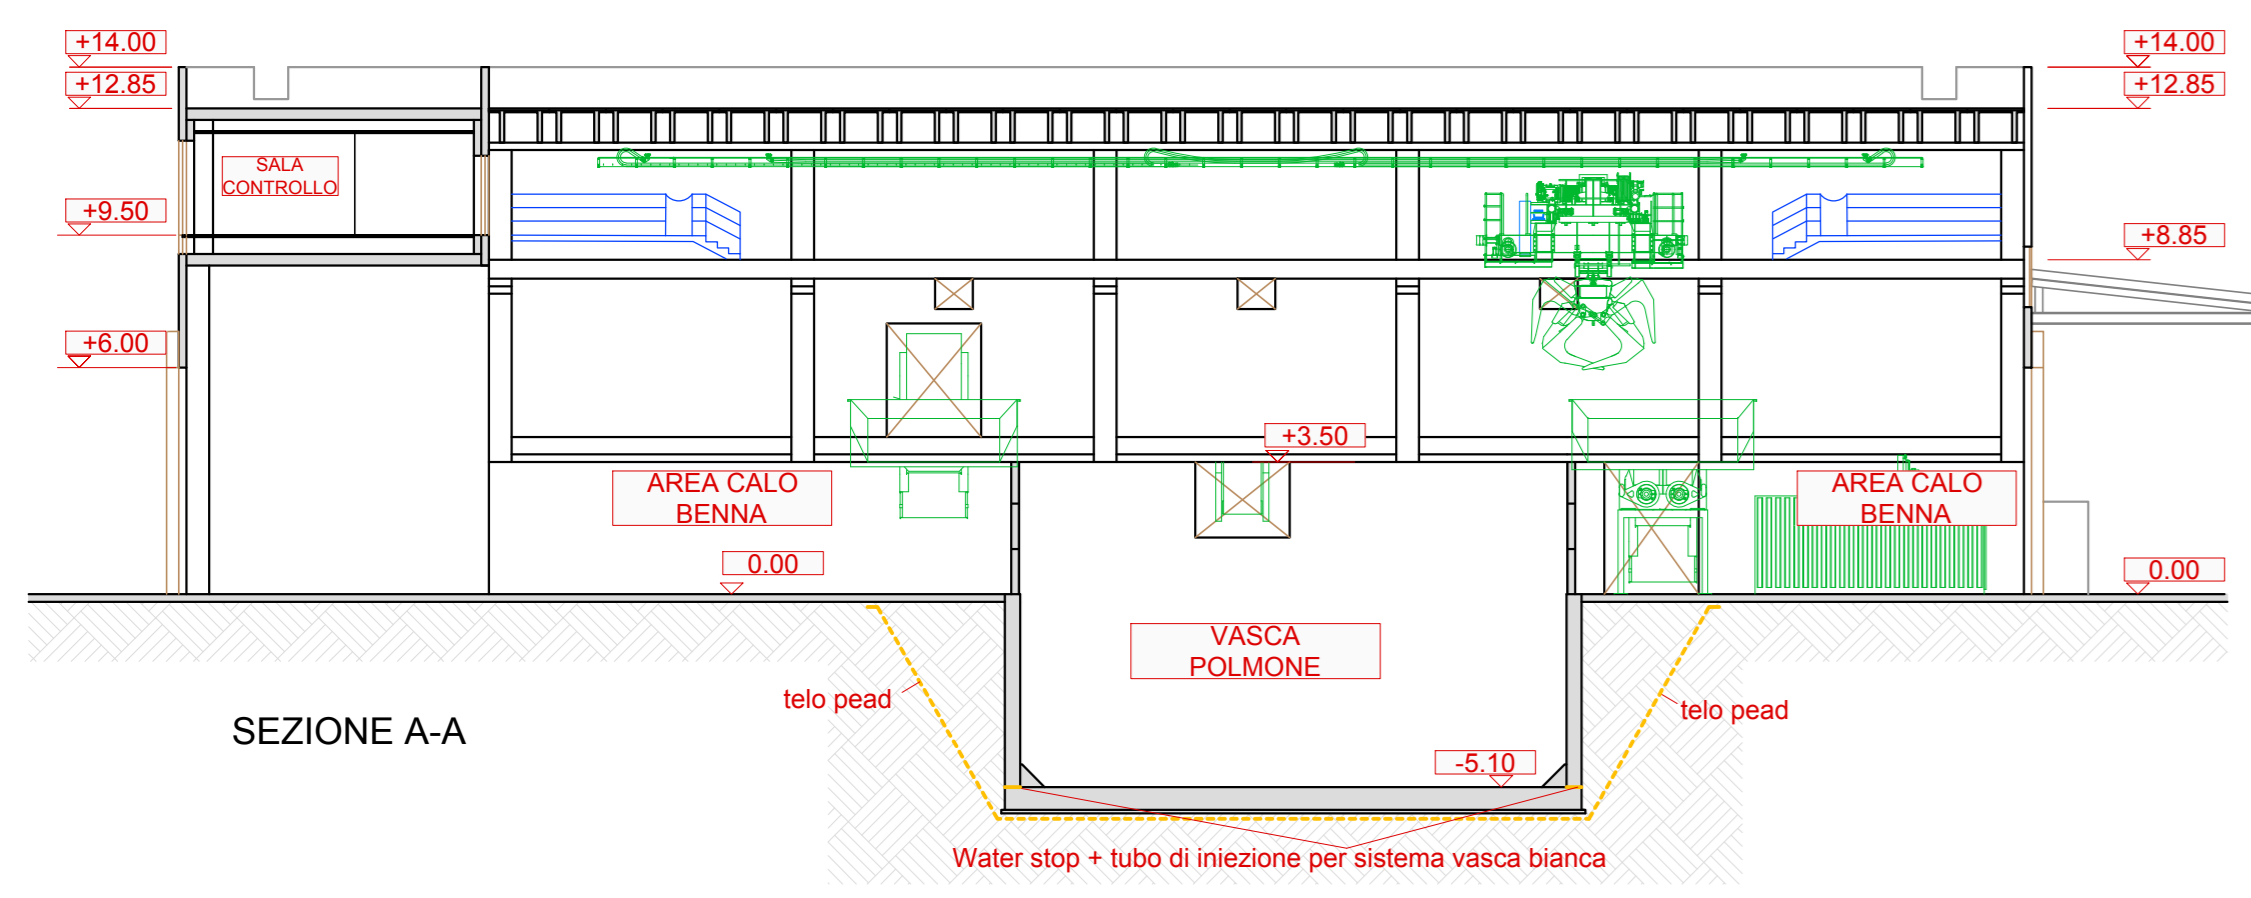 +14.00
+14.00
+12.85
+12.85
SALA
CONTROLLO
+9.50
+8.85
+6.00
+3.50
AREA CALO
BENNA
AREA CALO
BENNA
0.00
0.00
VASCA
POLMONE
telo pead
telo pead
SEZIONE A-A
-5.10
Water stop + tubo di iniezione per sistema vasca bianca